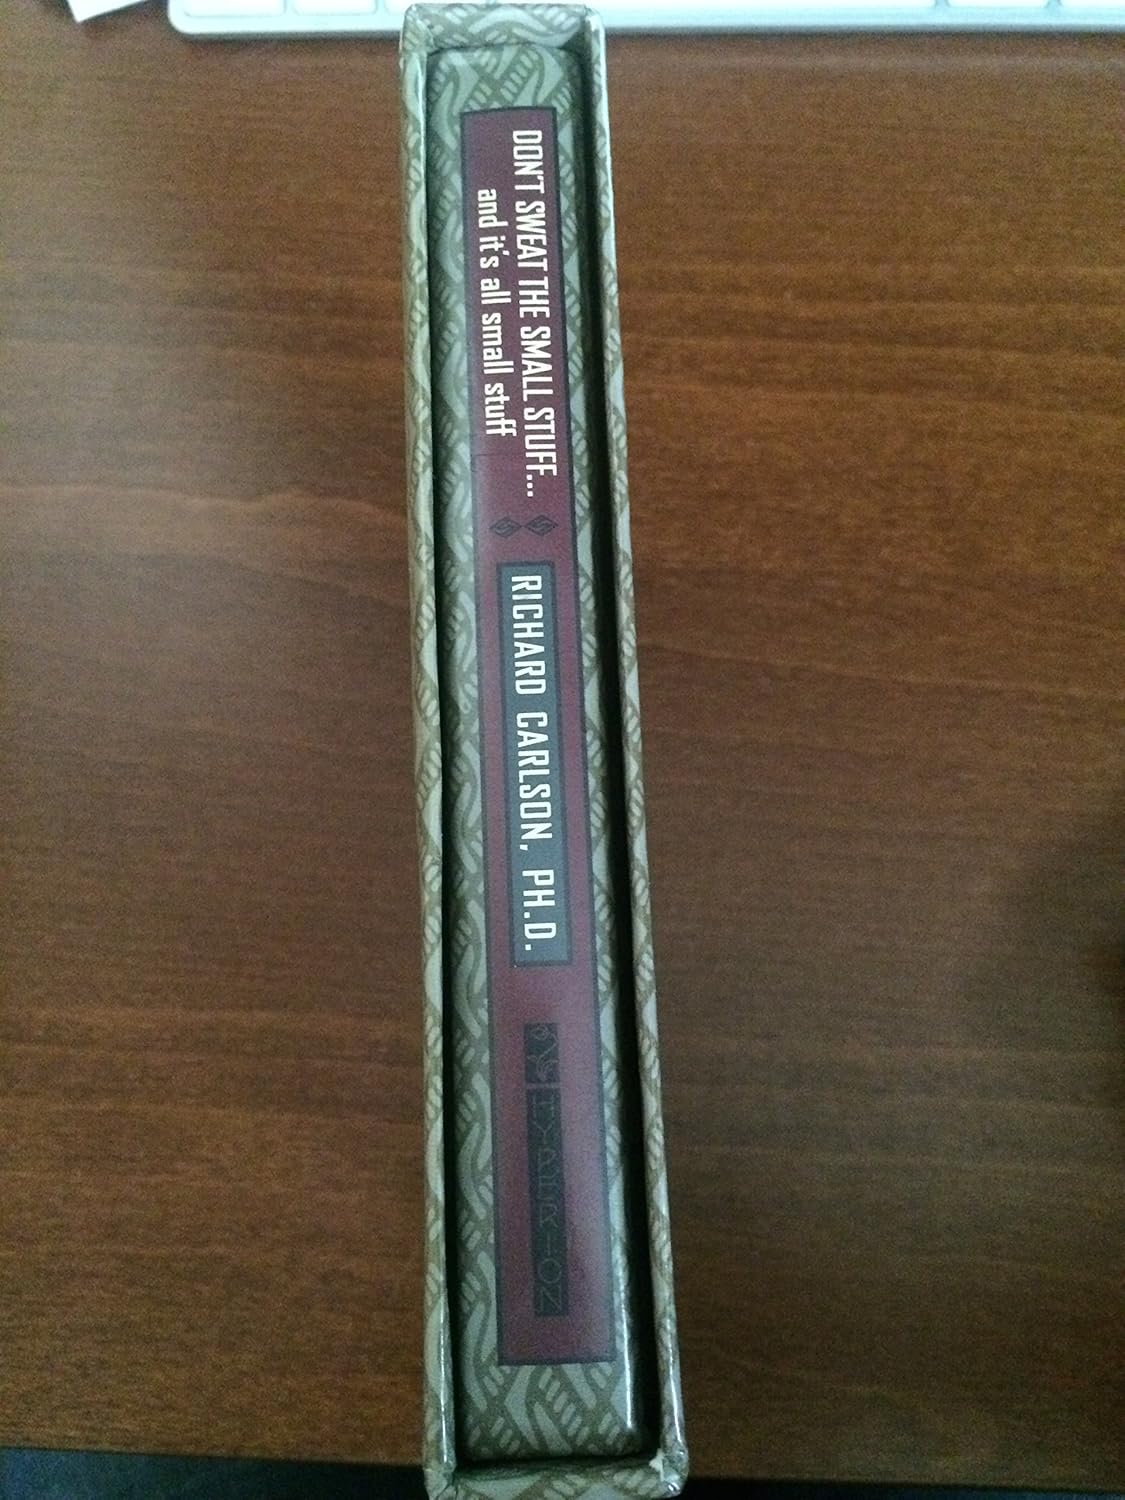 DON'T SWEAT THE SMALL STUFF...
and it's all small stuff
RICHARD CARLSON, PH.D.
HYPERION